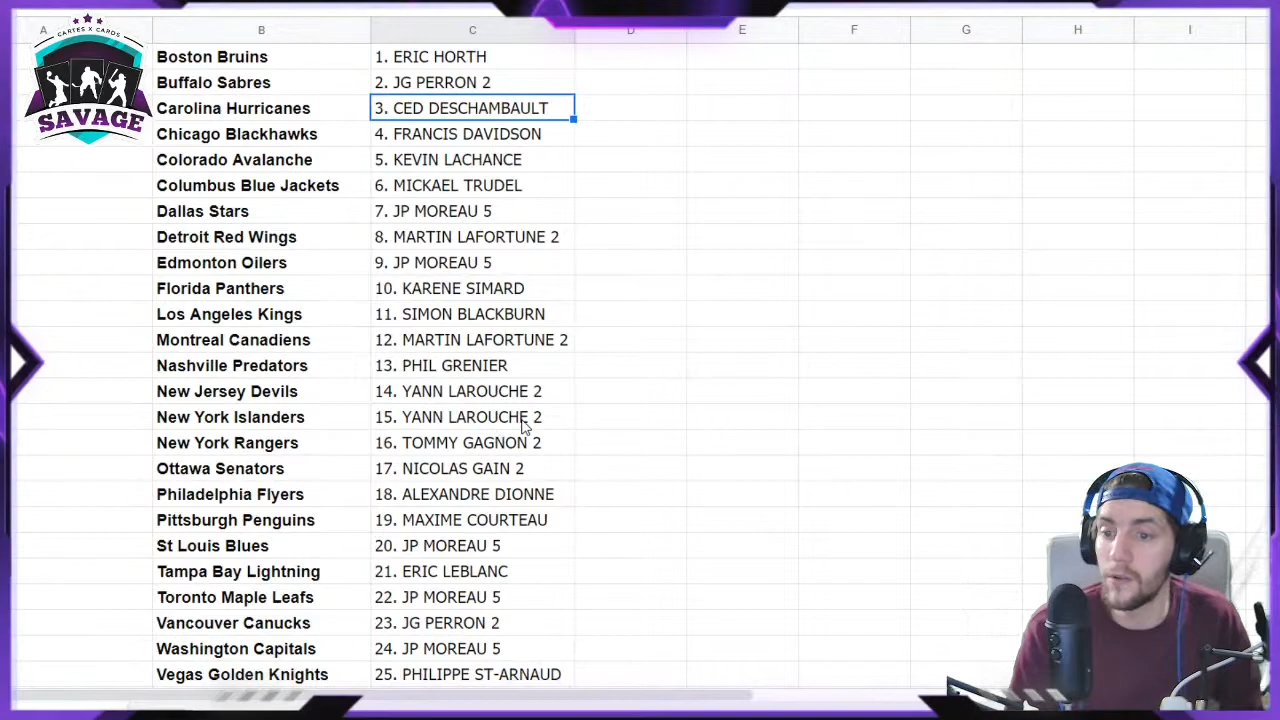 A B C D E F G H I
CARTES X CARDS
SAVAGE
Boston Bruins 1. ERIC HORTH
Buffalo Sabres 2. JG PERRON 2
Carolina Hurricanes 3. CED DESCHAMBAULT
Chicago Blackhawks 4. FRANCIS DAVIDSON
Colorado Avalanche 5. KEVIN LACHANCE
Columbus Blue Jackets 6. MICKAEL TRUDEL
Dallas Stars 7. JP MOREAU 5
Detroit Red Wings 8. MARTIN LAFORTUNE 2
Edmonton Oilers 9. JP MOREAU 5
Florida Panthers 10. KARENE SIMARD
Los Angeles Kings 11. SIMON BLACKBURN
Montreal Canadiens 12. MARTIN LAFORTUNE 2
Nashville Predators 13. PHIL GRENIER
New Jersey Devils 14. YANN LAROUCHE 2
New York Islanders 15. YANN LAROUCHE 2
New York Rangers 16. TOMMY GAGNON 2
Ottawa Senators 17. NICOLAS GAIN 2
Philadelphia Flyers 18. ALEXANDRE DIONNE
Pittsburgh Penguins 19. MAXIME COURTEAU
St Louis Blues 20. JP MOREAU 5
Tampa Bay Lightning 21. ERIC LEBLANC
Toronto Maple Leafs 22. JP MOREAU 5
Vancouver Canucks 23. JG PERRON 2
Washington Capitals 24. JP MOREAU 5
Vegas Golden Knights 25. PHILIPPE ST-ARNAUD